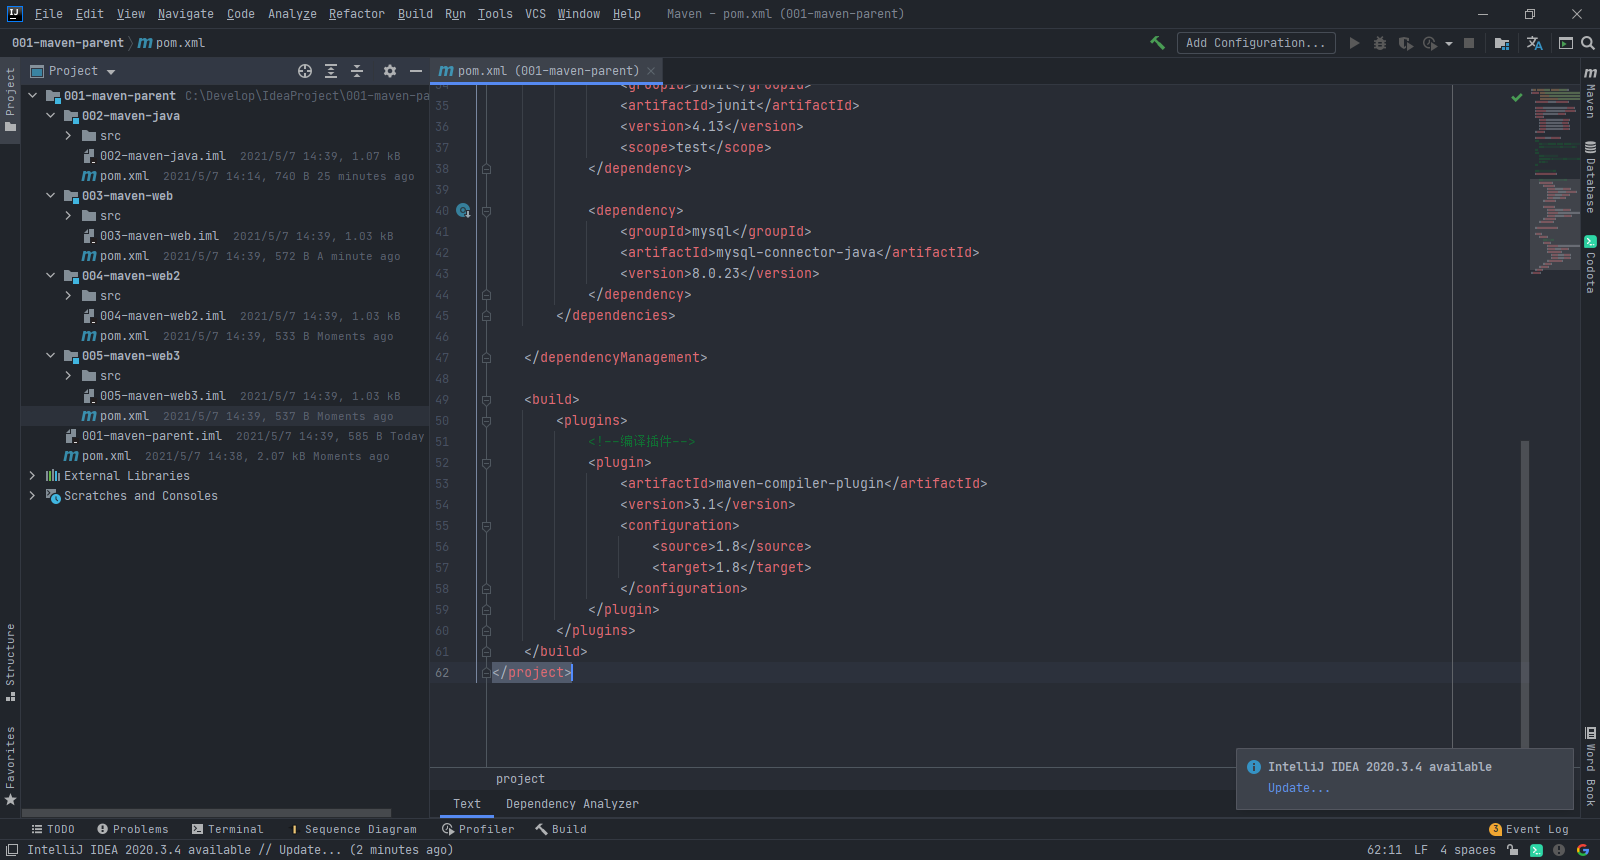 File Edit View Navigate Code Analyze Refactor Build Run Tools VCS Window Help Maven – pom.xml (001-maven-parent)
001-maven-parent m pom.xml
Add Configuration...
Project
pom.xml (001-maven-parent)
Project
001-maven-parent C:\Develop\IdeaProject\001-maven-pa
002-maven-java
src
002-maven-java.iml 2021/5/7 14:39, 1.07 kB
pom.xml 2021/5/7 14:14, 740 B 25 minutes ago
003-maven-web
src
003-maven-web.iml 2021/5/7 14:39, 1.03 kB
pom.xml 2021/5/7 14:39, 572 B A minute ago
004-maven-web2
src
004-maven-web2.iml 2021/5/7 14:39, 1.03 kB
pom.xml 2021/5/7 14:39, 533 B Moments ago
005-maven-web3
src
005-maven-web3.iml 2021/5/7 14:39, 1.03 kB
pom.xml 2021/5/7 14:39, 537 B Moments ago
001-maven-parent.iml 2021/5/7 14:39, 585 B Today
pom.xml 2021/5/7 14:38, 2.07 kB Moments ago
External Libraries
Scratches and Consoles
Structure
Favorites
34 <groupId>junit</groupId>
35 <artifactId>junit</artifactId>
36 <version>4.13</version>
37 <scope>test</scope>
38 </dependency>
39
40 <dependency>
41 <groupId>mysql</groupId>
42 <artifactId>mysql-connector-java</artifactId>
43 <version>8.0.23</version>
44 </dependency>
45 </dependencies>
46
47 </dependencyManagement>
48
49 <build>
50 <plugins>
51 <!--编译插件-->
52 <plugin>
53 <artifactId>maven-compiler-plugin</artifactId>
54 <version>3.1</version>
55 <configuration>
56 <source>1.8</source>
57 <target>1.8</target>
58 </configuration>
59 </plugin>
60 </plugins>
61 </build>
62 </project>
Maven
Database
Codota
Word Book
project
IntelliJ IDEA 2020.3.4 available
Update...
Text Dependency Analyzer
TODO Problems Terminal Sequence Diagram Profiler Build
3 Event Log
IntelliJ IDEA 2020.3.4 available // Update... (2 minutes ago)
62:11 LF 4 spaces